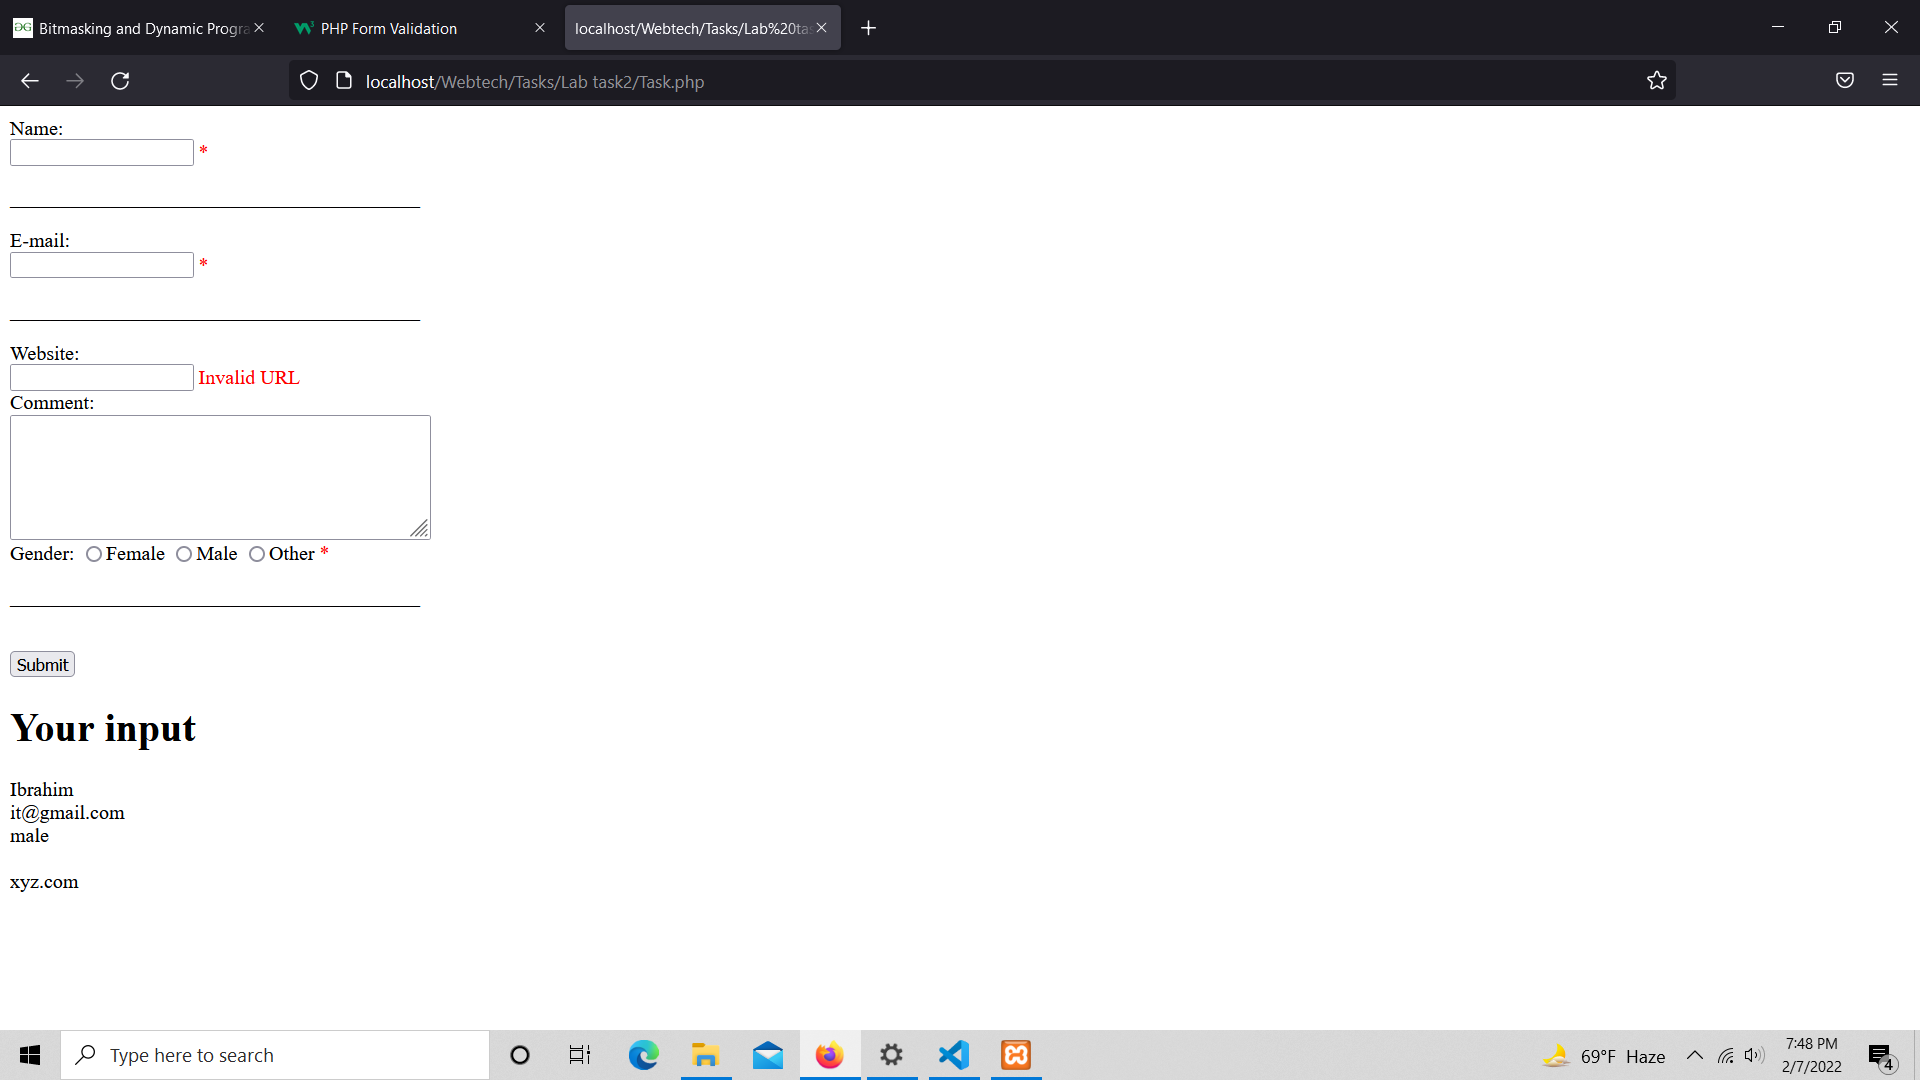 Bitmasking and Dynamic Progra
PHP Form Validation
localhost/Webtech/Tasks/Lab%20tas
localhost/Webtech/Tasks/Lab task2/Task.php
Name:
*
E-mail:
*
Website:
Invalid URL
Comment:
Gender: Female Male Other *
Submit
Your input
Ibrahim
it@gmail.com
male
xyz.com
Type here to search
69°F Haze
7:48 PM
2/7/2022
4